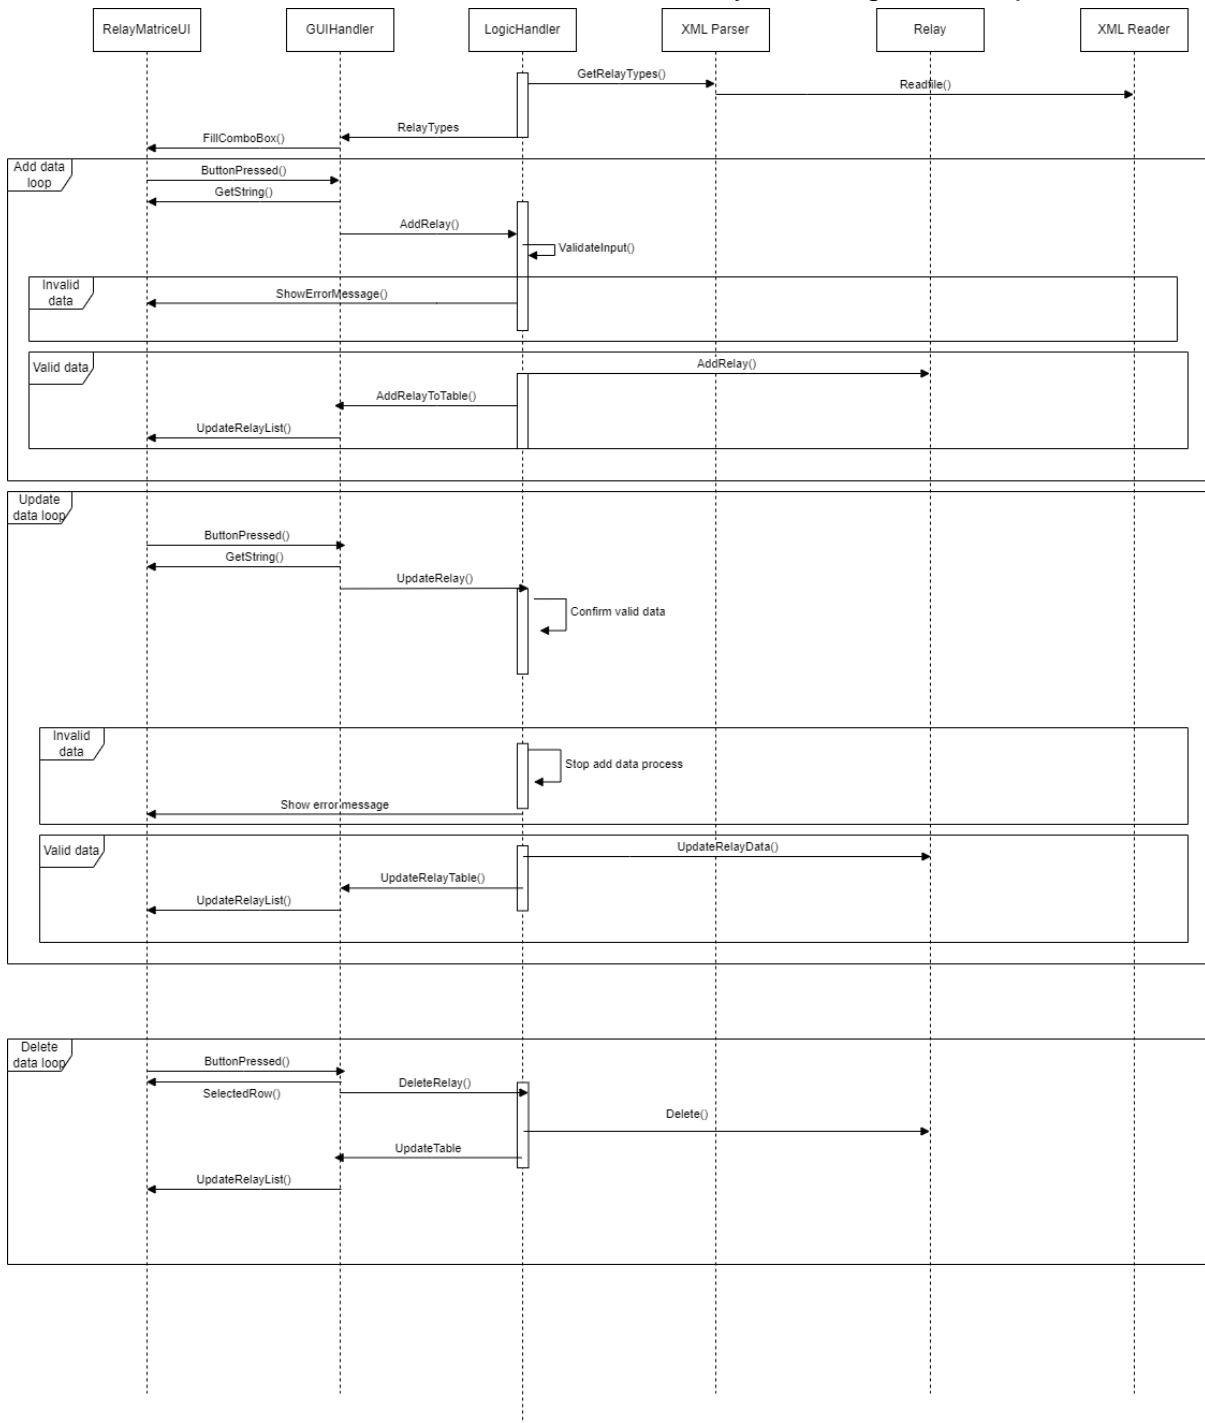 RelayMatriceUI
GUIHandler
LogicHandler
XML Parser
Relay
XML Reader
GetRelayTypes()
Readfile()
RelayTypes
FillComboBox()
Add data
loop
ButtonPressed()
GetString()
AddRelay()
ValidateInput()
Invalid
data
ShowErrorMessage()
Valid data
AddRelay()
AddRelayToTable()
UpdateRelayList()
Update
data loop
ButtonPressed()
GetString()
UpdateRelay()
Confirm valid data
Invalid
data
Stop add data process
Show error message
Valid data
UpdateRelayData()
UpdateRelayTable()
UpdateRelayList()
Delete
data loop
ButtonPressed()
SelectedRow()
DeleteRelay()
Delete()
UpdateTable
UpdateRelayList()